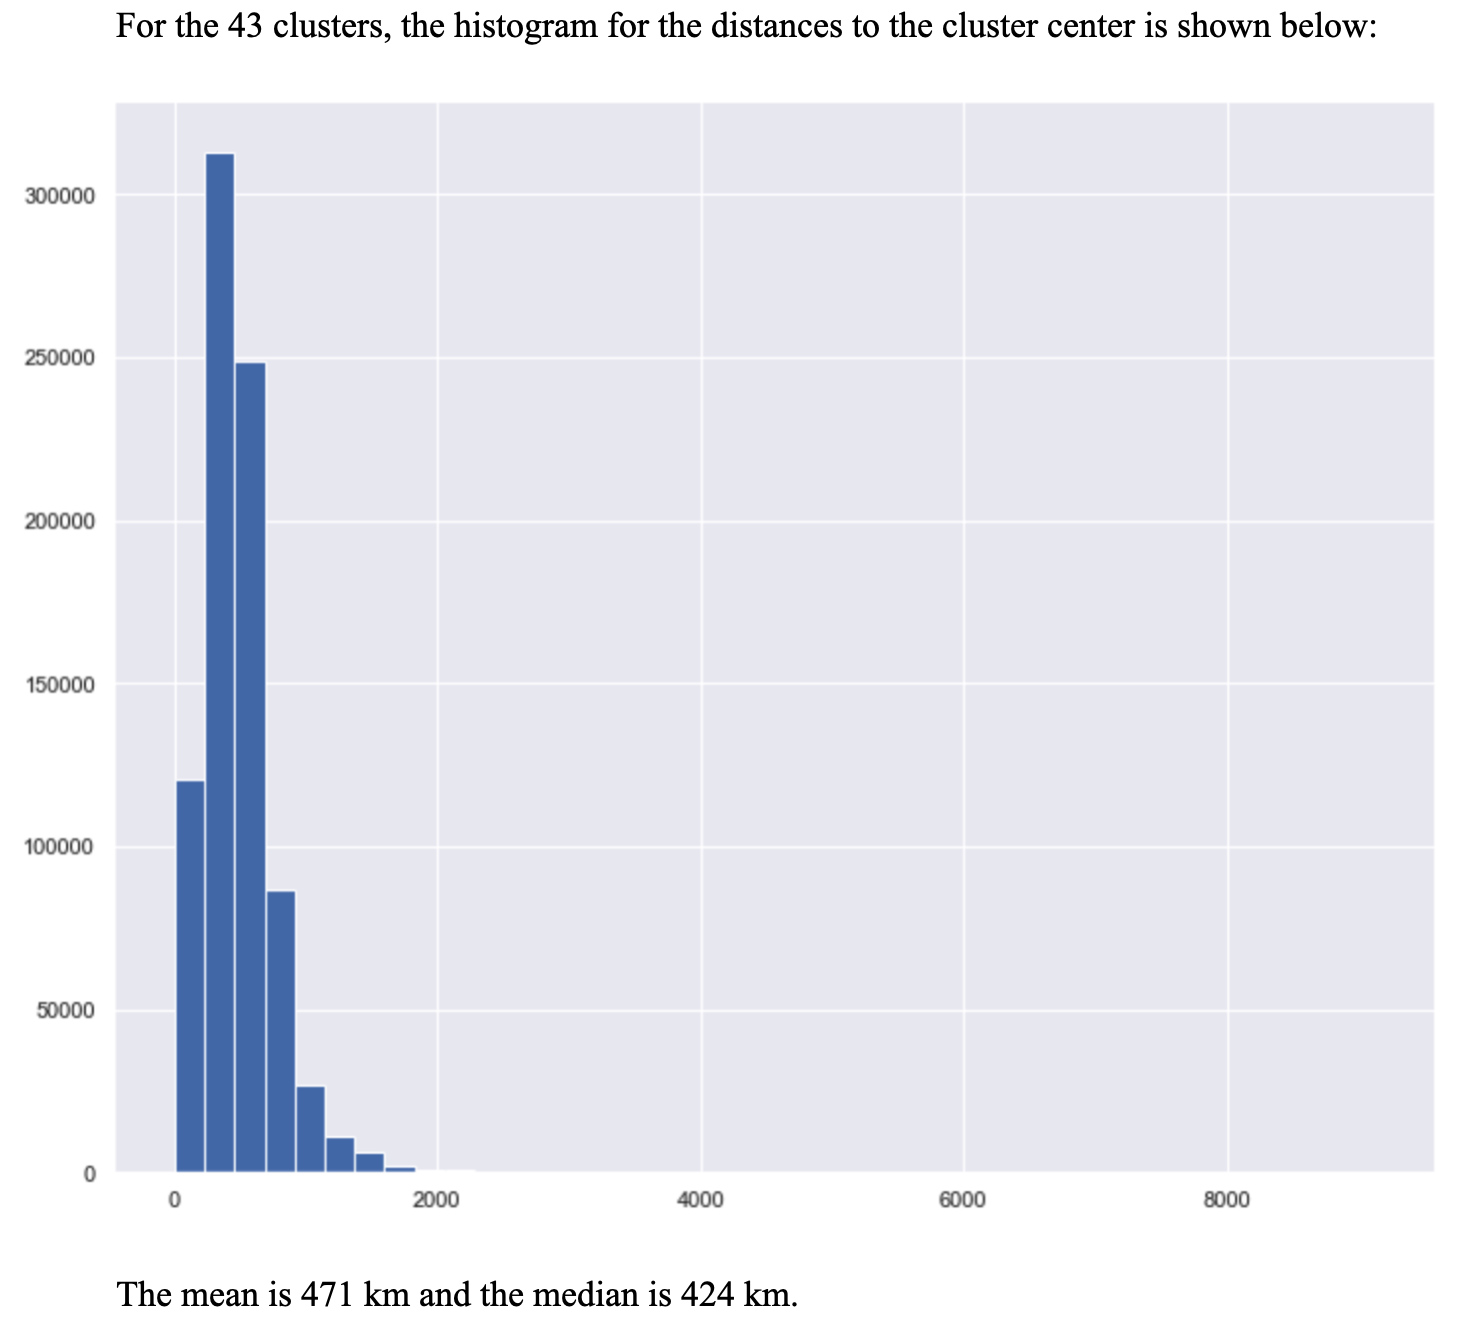 For the 43 clusters, the histogram for the distances to the cluster center is shown below:
300000
250000
200000
150000
100000
50000
0
0 2000 4000 6000 8000
The mean is 471 km and the median is 424 km.